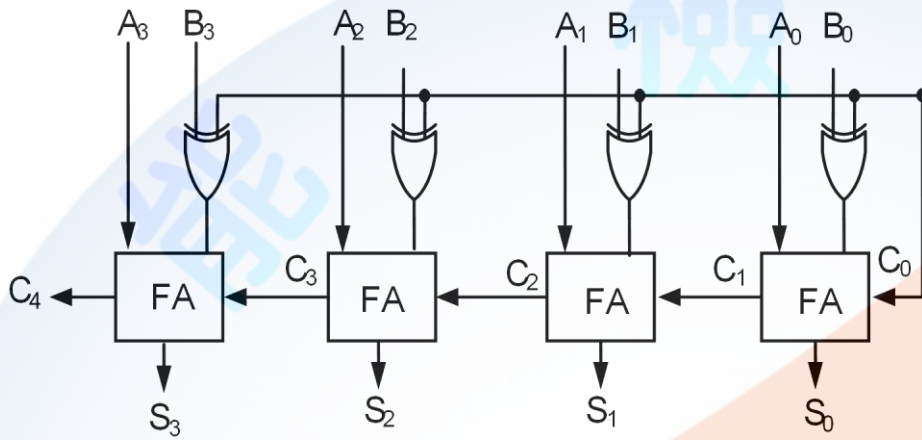 A₃ B₃ A₂ B₂ A₁ B₁ A₀ B₀
C₄ FA C₃ FA C₂ FA C₁ FA C₀
S₃ S₂ S₁ S₀